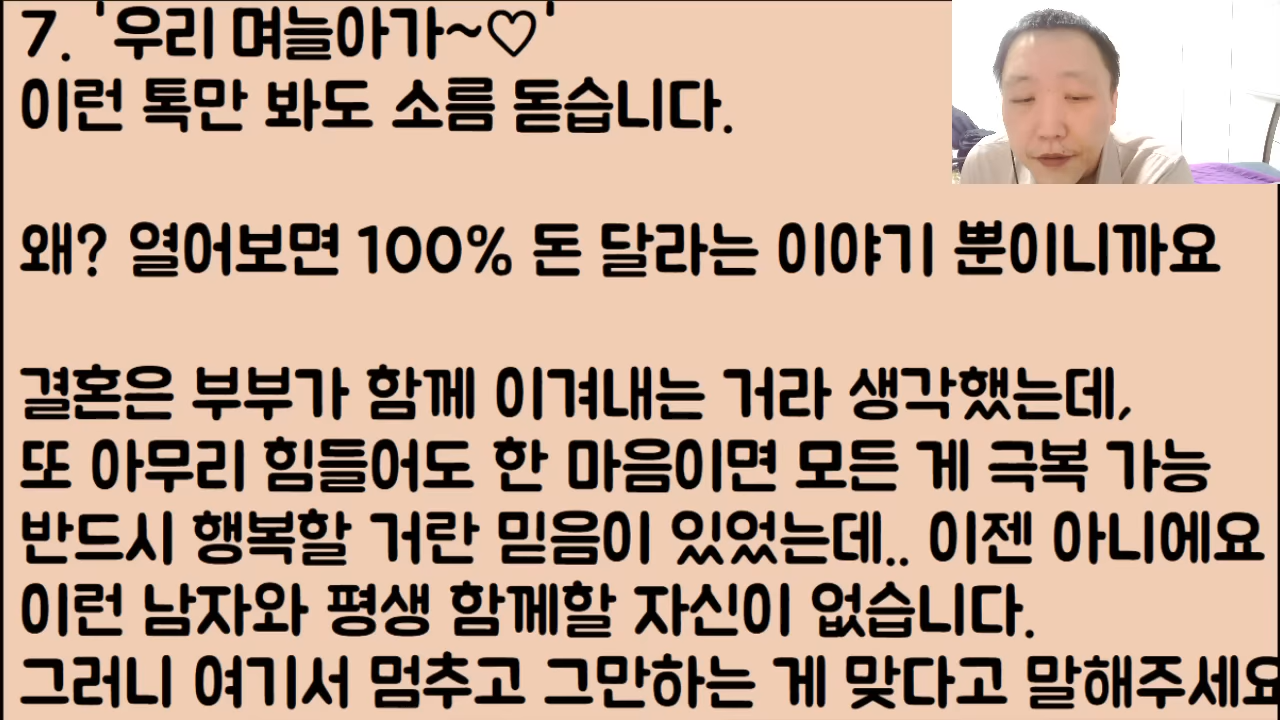 7. '우리 며늘아가~♡'
이런 톡만 봐도 소름 돋습니다.
왜? 열어보면 100% 돈 달라는 이야기 뿐이니까요
결혼은 부부가 함께 이겨내는 거라 생각했는데,
또 아무리 힘들어도 한 마음이면 모든 게 극복 가능
반드시 행복할 거란 믿음이 있었는데.. 이젠 아니에요
이런 남자와 평생 함께할 자신이 없습니다.
그러니 여기서 멈추고 그만하는 게 맞다고 말해주세요